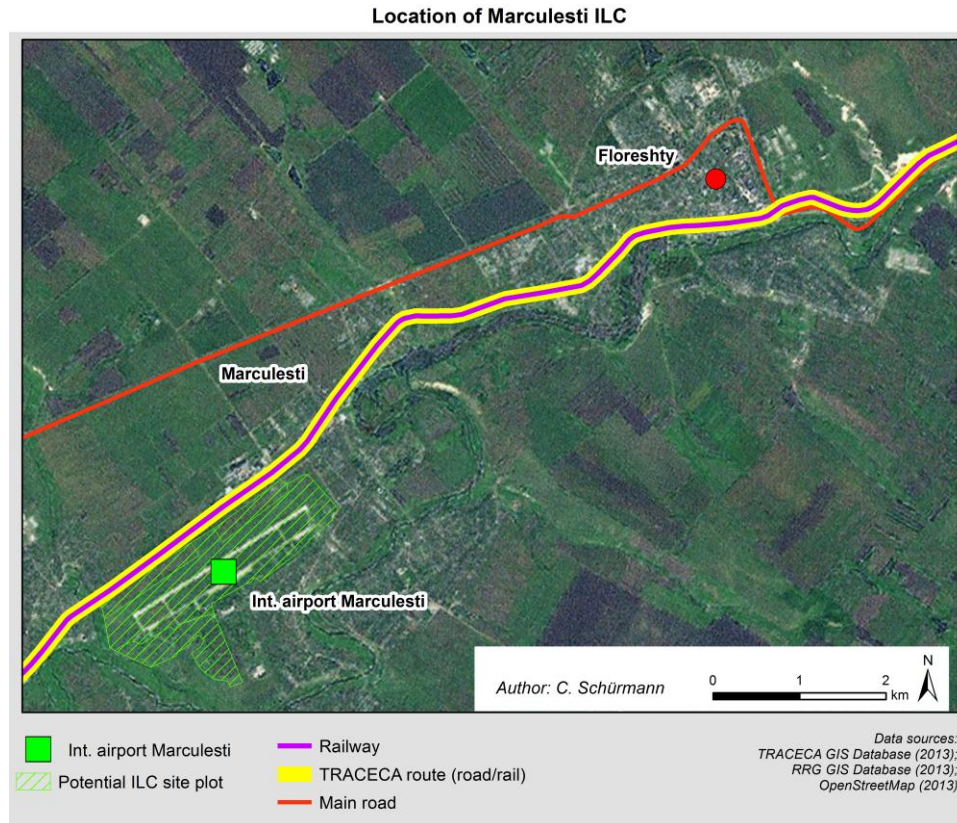 Location of Marculesti ILC
Floreshty
Marculesti
Int. airport Marculesti
Author: C. Schürmann
0 1 2
km
N
Int. airport Marculesti
Potential ILC site plot
Railway
TRACECA route (road/rail)
Main road
Data sources:
TRACECA GIS Database (2013);
RRG GIS Database (2013);
OpenStreetMap (2013)